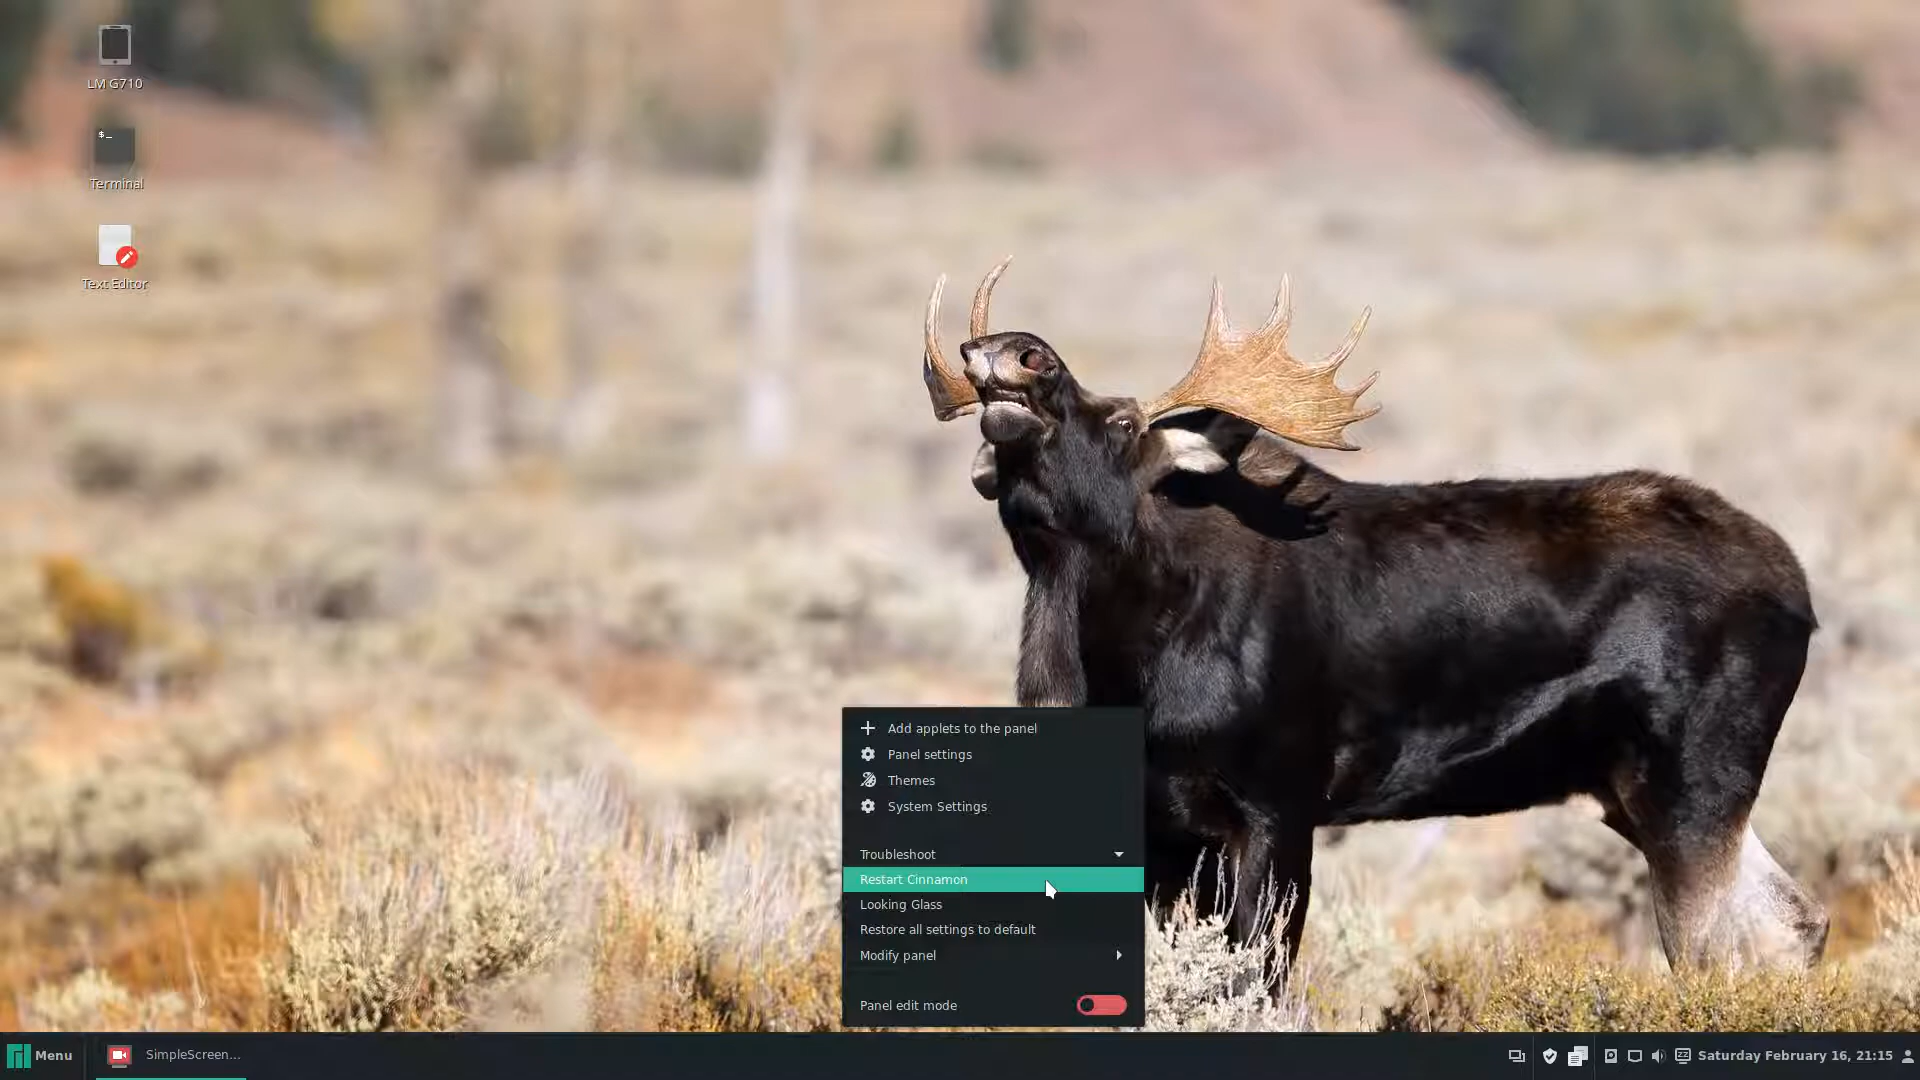 LM G710
$_
Terminal
Text Editor
Add applets to the panel
Panel settings
Themes
System Settings
Troubleshoot
Restart Cinnamon
Looking Glass
Restore all settings to default
Modify panel
Panel edit mode
Menu
SimpleScreen...
Saturday February 16, 21:15